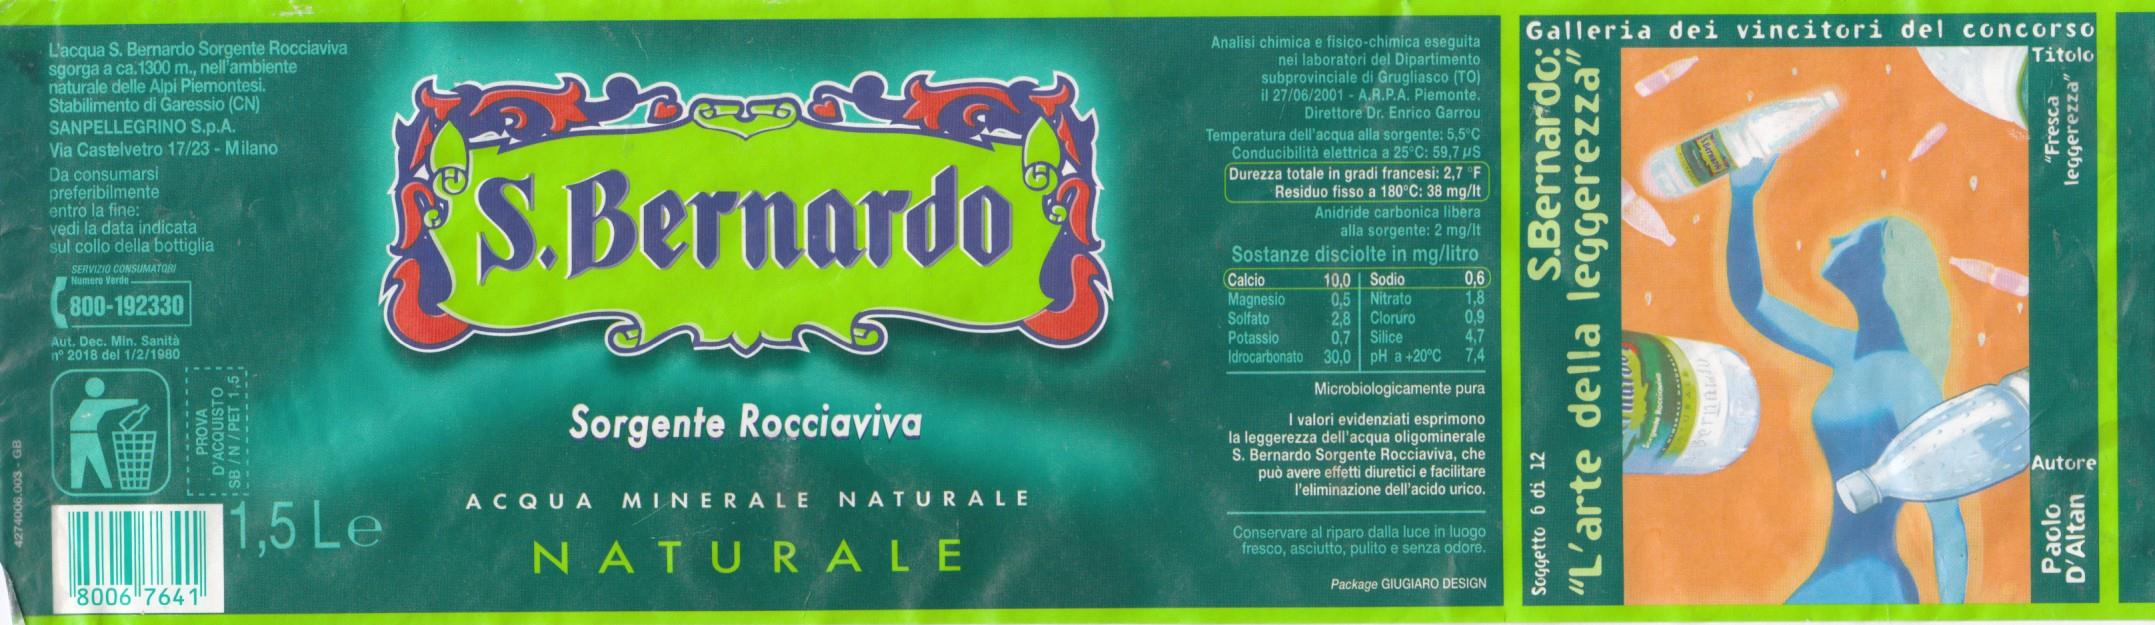 L'acqua S. Bernardo Sorgente Rocciaviva
sgorga a ca.1300 m., nell'ambiente
naturale delle Alpi Piemontesi.
Stabilimento di Garessio (CN)
SANPELLEGRINO S.p.A.
Via Castelvetro 17/23 - Milano
Da consumarsi
preferibilmente
entro la fine:
vedi la data indicata
sul collo della bottiglia
SERVIZIO CONSUMATORI
Numero Verde
800-192330
Aut. Dec. Min. Sanità
n° 2018 del 1/2/1980
PROVA
D'ACQUISTO
SB / N / PET 1,5
4274006.003 - GB
8006 7641
1,5 L e
S. Bernardo
Sorgente Rocciaviva
ACQUA MINERALE NATURALE
NATURALE
Analisi chimica e fisico-chimica eseguita
nei laboratori del Dipartimento
subprovinciale di Grugliasco (TO)
il 27/06/2001 - A.R.P.A. Piemonte.
Direttore Dr. Enrico Garrou
Temperatura dell'acqua alla sorgente: 5,5°C
Conducibilità elettrica a 25°C: 59,7 µS
Durezza totale in gradi francesi: 2,7 °F
Residuo fisso a 180°C: 38 mg/lt
Anidride carbonica libera
alla sorgente: 2 mg/lt
Sostanze disciolte in mg/litro
Calcio 10,0 Sodio 0,6
Magnesio 0,5 Nitrato 1,8
Solfato 2,8 Cloruro 0,9
Potassio 0,7 Silice 4,7
Idrocarbonato 30,0 pH a +20°C 7,4
Microbiologicamente pura
I valori evidenziati esprimono
la leggerezza dell'acqua oligominerale
S. Bernardo Sorgente Rocciaviva, che
può avere effetti diuretici e facilitare
l'eliminazione dell'acido urico.
Conservare al riparo dalla luce in luogo
fresco, asciutto, pulito e senza odore.
Package GIUGIARO DESIGN
Galleria dei vincitori del concorso
S.Bernardo:
"L'arte della leggerezza"
Soggetto 6 di 12
Titolo
"Fresca
leggerezza"
Autore
Paolo
D'Altan